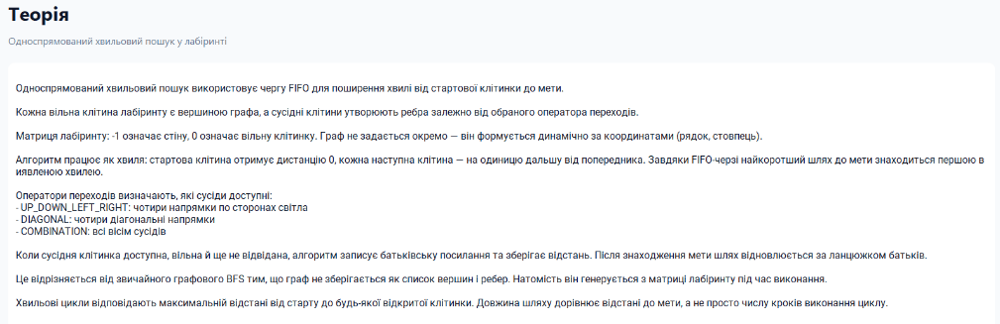 Теорія
Односпрямований хвильовий пошук у лабіринті
Односпрямований хвильовий пошук використовує чергу FIFO для поширення хвилі від стартової клітинки до мети.
Кожна вільна клітина лабіринту є вершиною графа, а сусідні клітини утворюють ребра залежно від обраного оператора переходів.
Матриця лабіринту: -1 означає стіну, 0 означає вільну клітинку. Граф не задається окремо — він формується динамічно за координатами (рядок, стовпець).
Алгоритм працює як хвиля: стартова клітина отримує дистанцію 0, кожна наступна клітина — на одиницю дальшу від попередника. Завдяки FIFO-черзі найкоротший шлях до мети знаходиться першою в
иявленою хвилею.
Оператори переходів визначають, які сусіди доступні:
- UP_DOWN_LEFT_RIGHT: чотири напрямки по сторонах світла
- DIAGONAL: чотири діагональні напрямки
- COMBINATION: всі вісім сусідів
Коли сусідня клітинка доступна, вільна й ще не відвідана, алгоритм записує батьківську посилання та зберігає відстань. Після знаходження мети шлях відновлюється за ланцюжком батьків.
Це відрізняється від звичайного графового BFS тим, що граф не зберігається як список вершин і ребер. Натомість він генерується з матриці лабіринту під час виконання.
Хвильові цикли відповідають максимальній відстані від старту до будь-якої відкритої клітинки. Довжина шляху дорівнює відстані до мети, а не просто числу кроків виконання циклу.